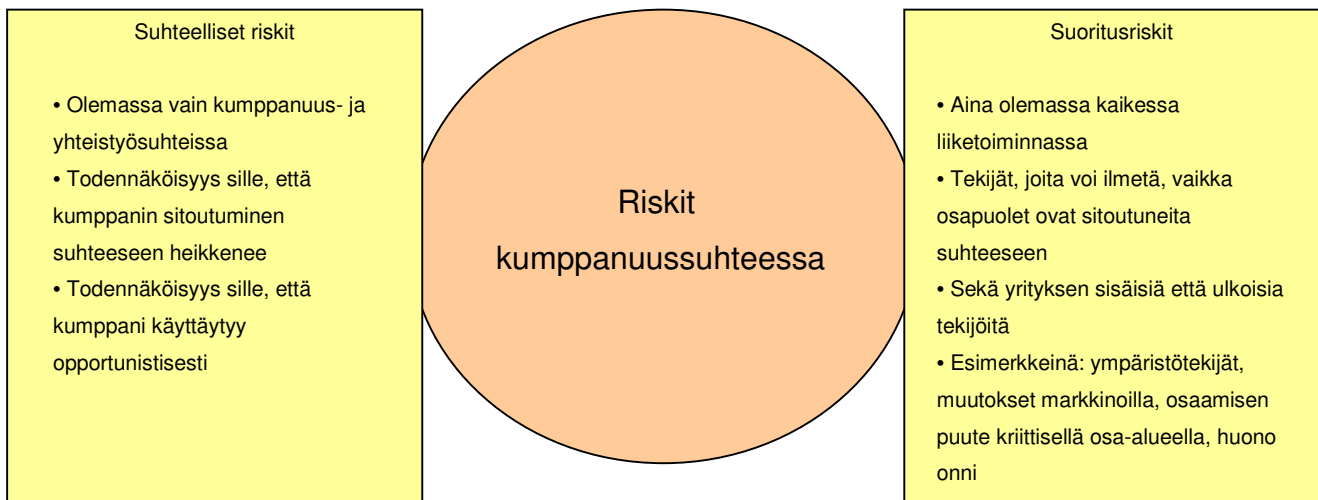 Suhteelliset riskit
• Olemassa vain kumppanuus- ja
yhteistyösuhteissa
• Todennäköisyys sille, että
kumppanin sitoutuminen
suhteeseen heikkenee
• Todennäköisyys sille, että
kumppani käyttäytyy
opportunistisesti
Riskit
kumppanuussuhteessa
Suoritusriskit
• Aina olemassa kaikessa
liiketoiminnassa
• Tekijät, joita voi ilmetä, vaikka
osapuolet ovat sitoutuneita
suhteeseen
• Sekä yrityksen sisäisiä että ulkoisia
tekijöitä
• Esimerkkeinä: ympäristötekijät,
muutokset markkinoilla, osaamisen
puute kriittisellä osa-alueella, huono
onni